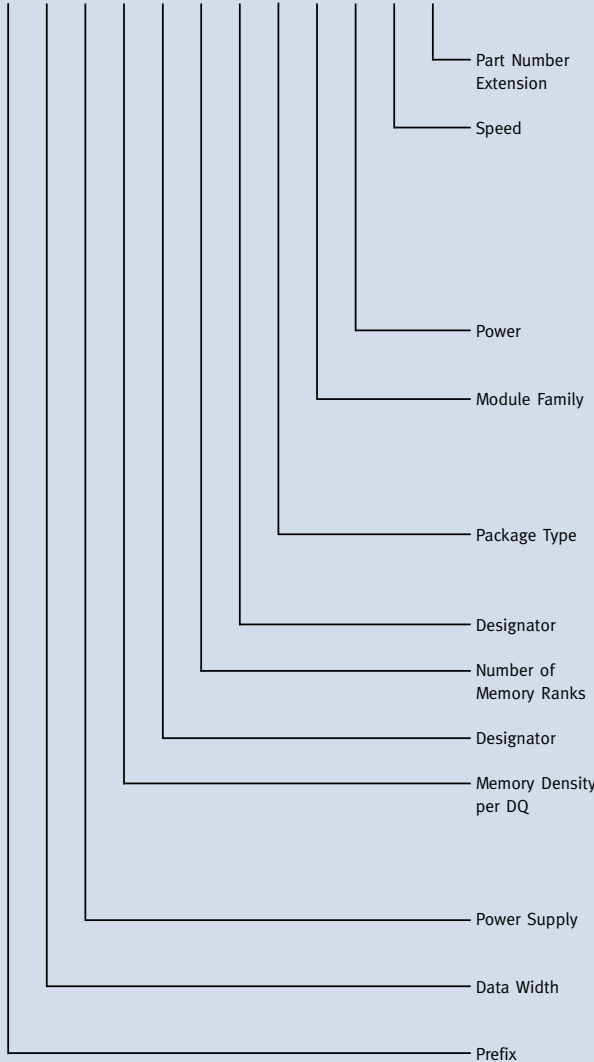 Part Number
Extension
Speed
Power
Module Family
Package Type
Designator
Number of
Memory Ranks
Designator
Memory Density
per DQ
Power Supply
Data Width
Prefix